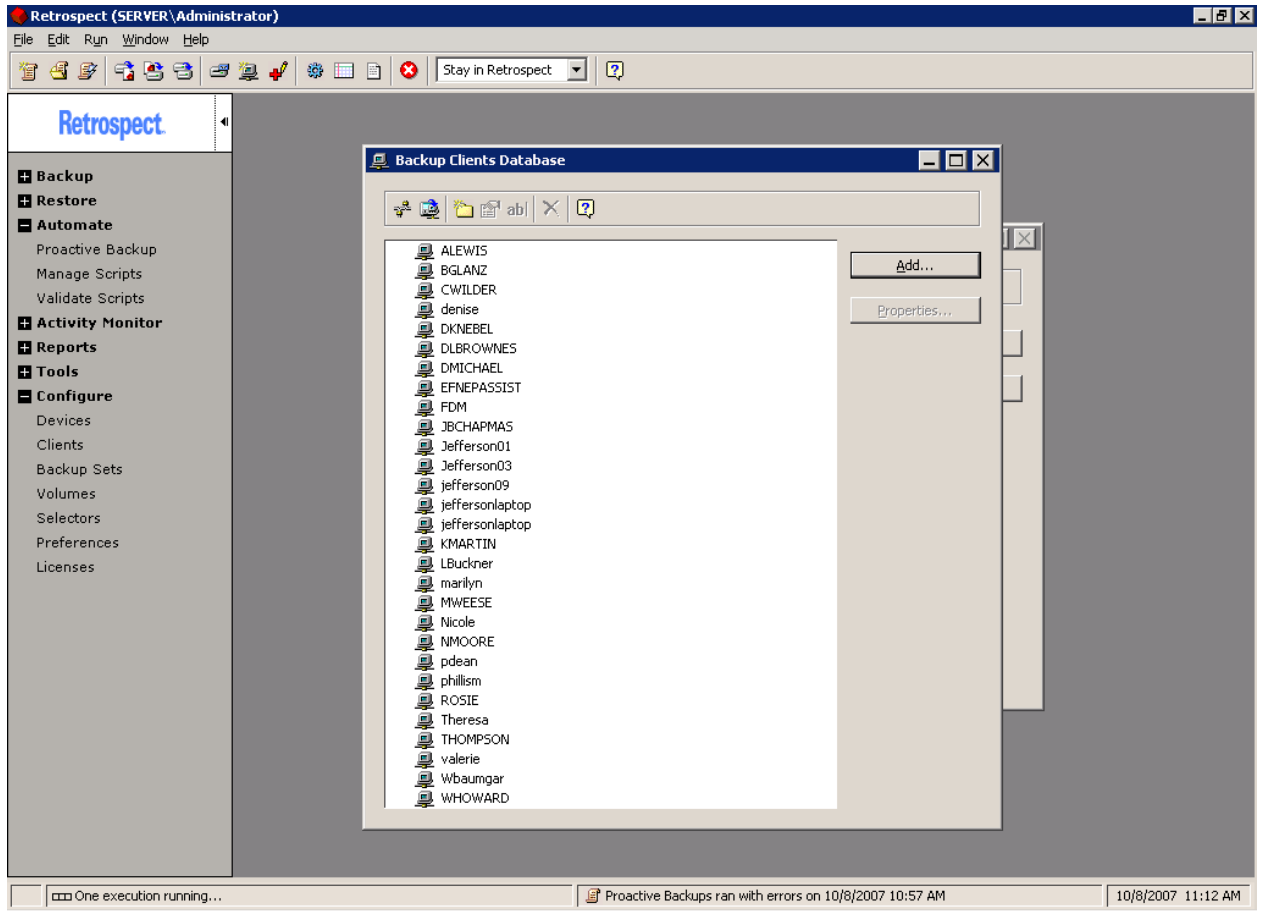 Retrospect (SERVER\Administrator)
File Edit Run Window Help
Stay in Retrospect
Retrospect.
Backup
Restore
Automate
Proactive Backup
Manage Scripts
Validate Scripts
Activity Monitor
Reports
Tools
Configure
Devices
Clients
Backup Sets
Volumes
Selectors
Preferences
Licenses
Backup Clients Database
ab|
ALEWIS
BGLANZ
CWILDER
denise
DKNEBEL
DLBROWNES
DMICHAEL
EFNEPASSIST
FDM
JBCHAPMAS
Jefferson01
Jefferson03
jefferson09
jeffersonlaptop
jeffersonlaptop
KMARTIN
LBuckner
marilyn
MWEESE
Nicole
NMOORE
pdean
phillism
ROSIE
Theresa
THOMPSON
valerie
Wbaumgar
WHOWARD
Add...
Properties...
One execution running...
Proactive Backups ran with errors on 10/8/2007 10:57 AM
10/8/2007 11:12 AM